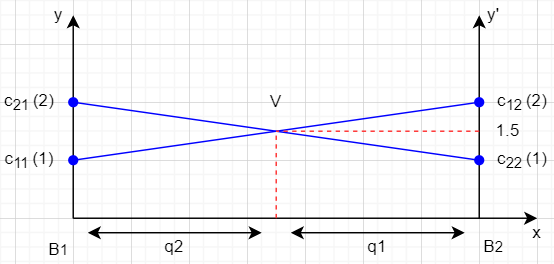 y
y'
c21 (2)
c12 (2)
V
1.5
c11 (1)
c22 (1)
x
q2
q1
B1
B2